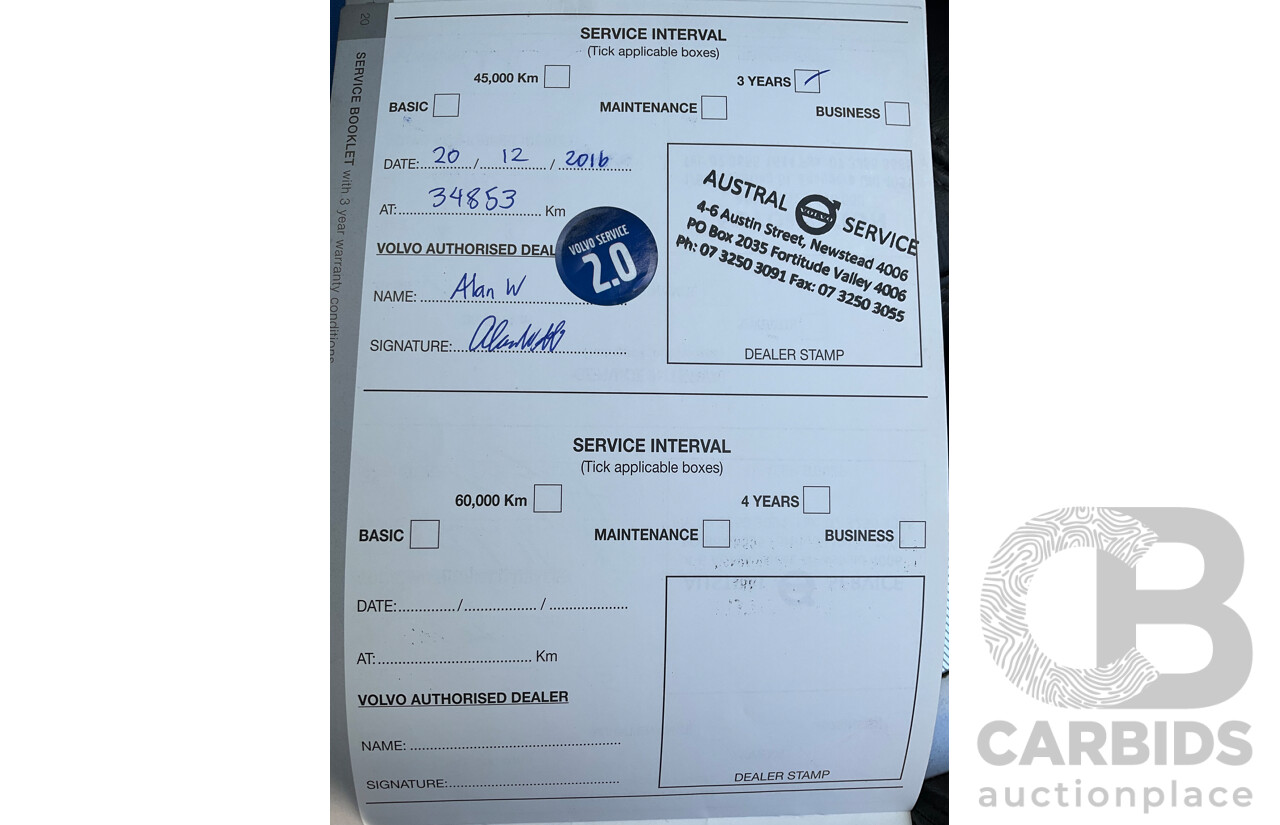 20
SERVICE BOOKLET with 3 year warranty conditions
SERVICE INTERVAL
(Tick applicable boxes)
45,000 Km 3 YEARS
BASIC MAINTENANCE BUSINESS
DATE: 20 / 12 / 2016
AT: 34853 Km
VOLVO AUTHORISED DEAL
NAME: Alan W
SIGNATURE:
VOLVO SERVICE
2.0
AUSTRAL VOLVO SERVICE
4-6 Austin Street, Newstead 4006
PO Box 2035 Fortitude Valley 4006
Ph: 07 3250 3091 Fax: 07 3250 3055
DEALER STAMP
SERVICE INTERVAL
(Tick applicable boxes)
60,000 Km 4 YEARS
BASIC MAINTENANCE BUSINESS
DATE: / /
AT: Km
VOLVO AUTHORISED DEALER
NAME:
SIGNATURE:
DEALER STAMP
CB
CARBIDS
auctionplace